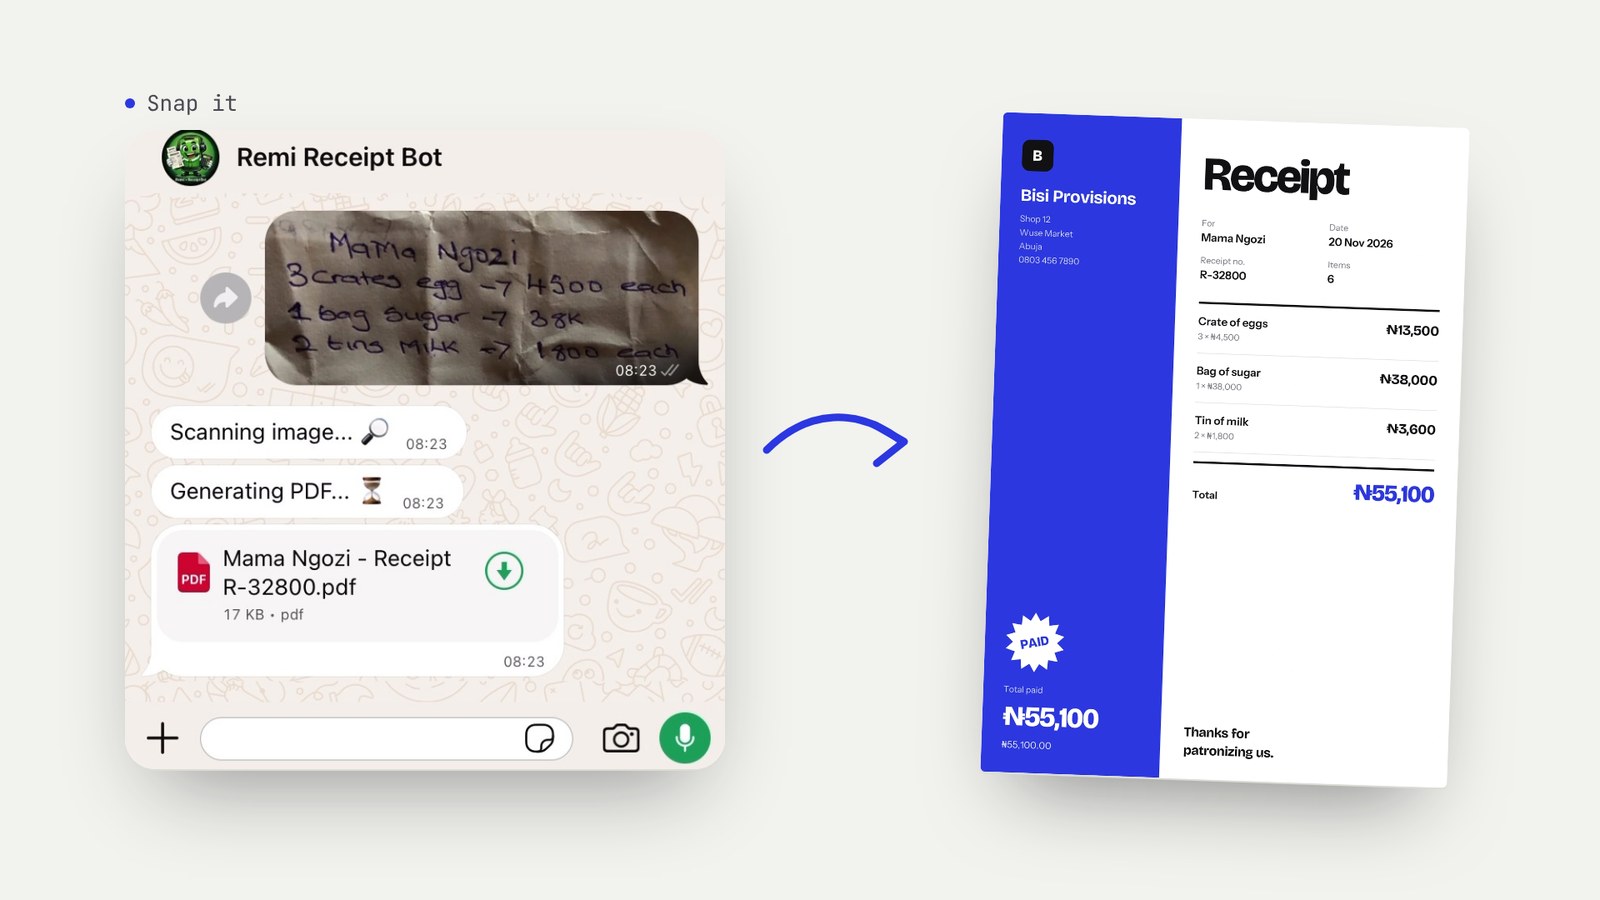 Snap it
Remi Receipt Bot
Mama Ngozi
3 crates egg -7 4500 each
1 bag sugar -7 38k
2 tins MiLK -7 1800 each
08:23
Scanning image... 🔎 08:23
Generating PDF... ⏳ 08:23
PDF
Mama Ngozi - Receipt
R-32800.pdf
17 KB • pdf
08:23
B
Bisi Provisions
Shop 12
Wuse Market
Abuja
0803 456 7890
PAID
Total paid
₦55,100
₦55,100.00
Receipt
For Date
Mama Ngozi 20 Nov 2026
Receipt no. Items
R-32800 6
Crate of eggs ₦13,500
3 × ₦4,500
Bag of sugar ₦38,000
1 × ₦38,000
Tin of milk ₦3,600
2 × ₦1,800
Total ₦55,100
Thanks for
patronizing us.